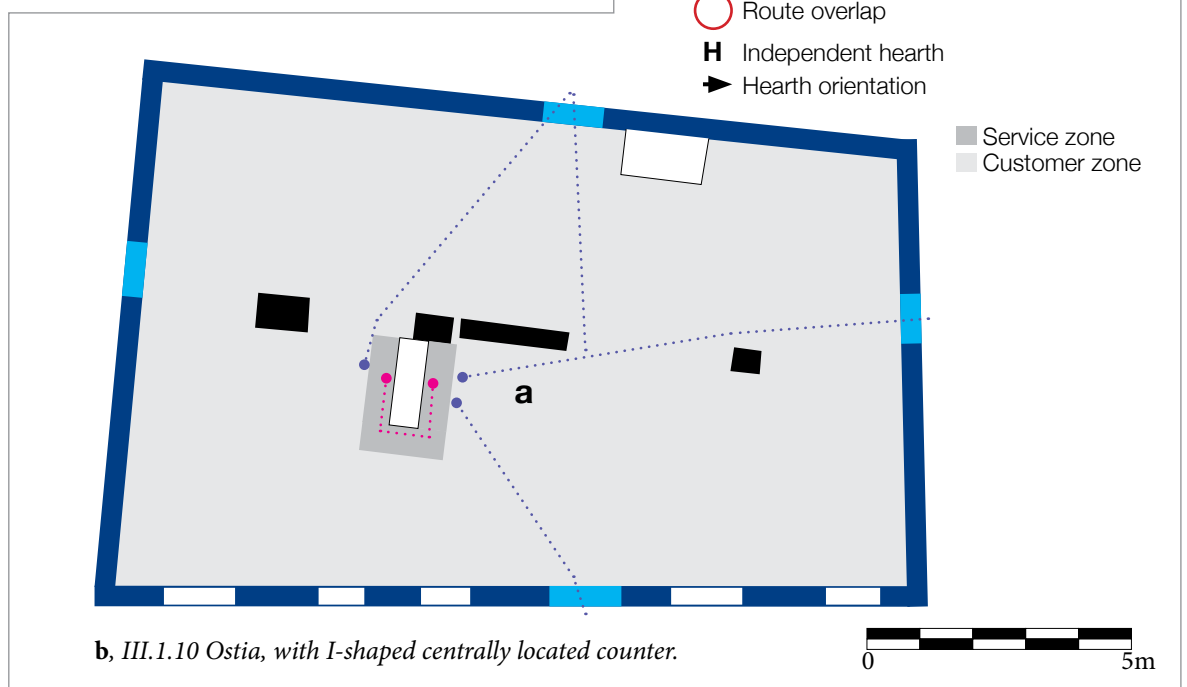 Route overlap
H Independent hearth
Hearth orientation
Service zone
Customer zone
a
b, III.1.10 Ostia, with I-shaped centrally located counter.
0 5m